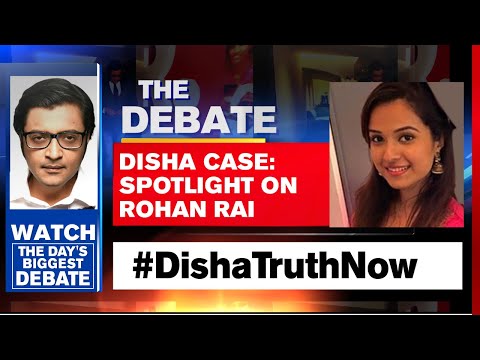 THE
DEBATE
DISHA CASE:
SPOTLIGHT ON
ROHAN RAI
WATCH
THE DAY'S
BIGGEST
DEBATE
#DishaTruthNow